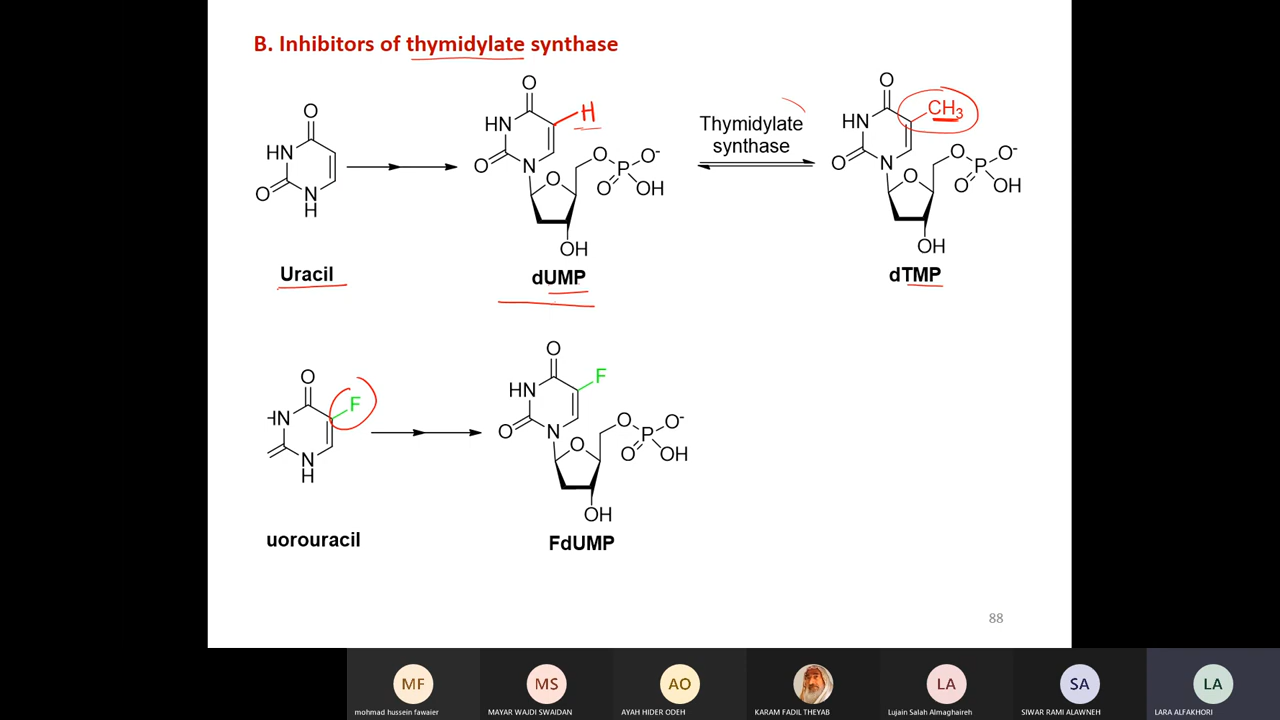 B. Inhibitors of thymidylate synthase
O
HN
O
N
H
Uracil
O
H
HN
O
N
O
O
P
O-
O
OH
OH
dUMP
Thymidylate
synthase
O
CH3
HN
O
N
O
O
P
O-
O
OH
OH
dTMP
O
F
N
N
H
uorouracil
O
F
HN
O
N
O
O
P
O-
O
OH
OH
FdUMP
88
MF
mohmad hussein fawaier
MS
MAYAR WAJDI SWAIDAN
AO
AYAH HIDER ODEH
KARAM FADIL THEYAB
LA
Lujain Salah Almaghaireh
SA
SIWAR RAMI ALAWNEH
LA
LARA ALFAKHORI